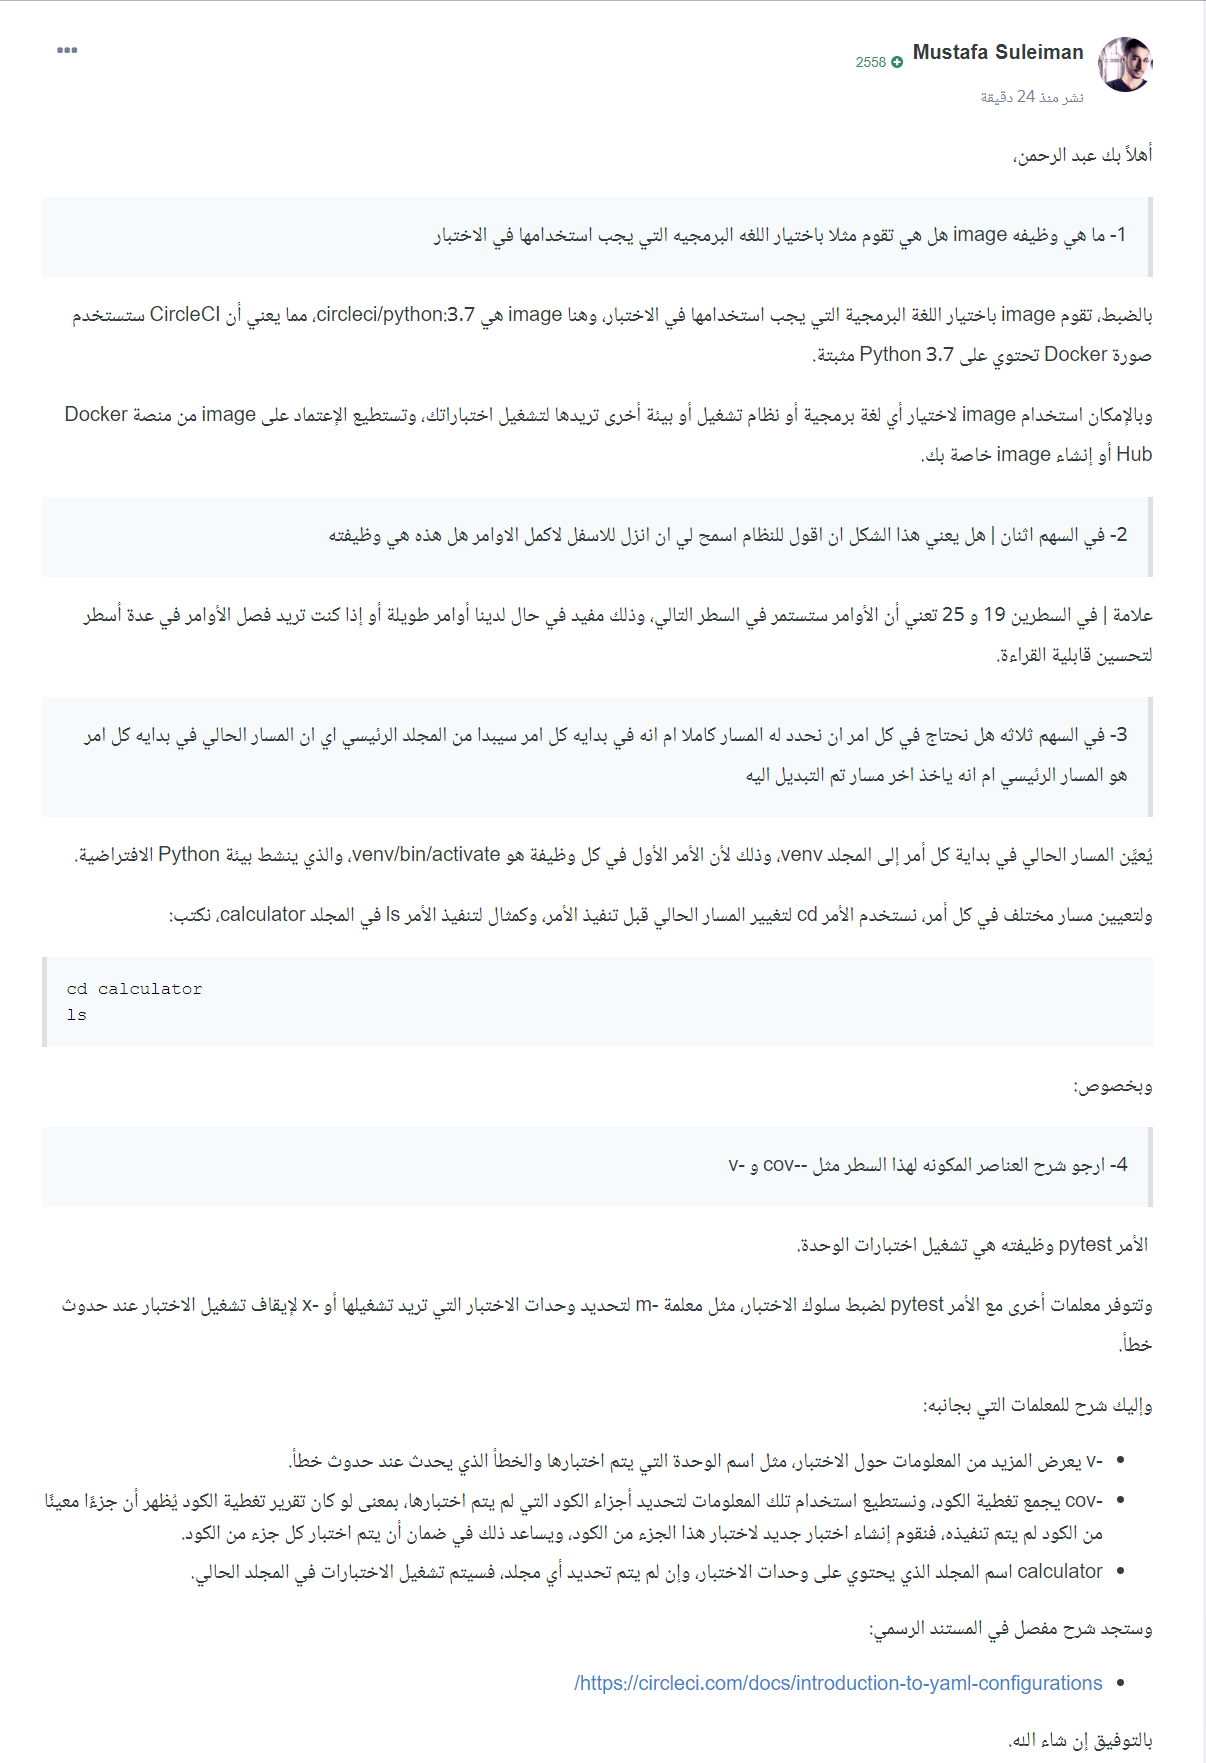 Mustafa Suleiman
2558
نشر منذ 24 دقيقة
أهلاً بك عبد الرحمن،
1- ما هي وظيفه image هل هي تقوم مثلا باختيار اللغه البرمجيه التي يجب استخدامها في الاختبار
بالضبط، تقوم image باختيار اللغة البرمجية التي يجب استخدامها في الاختبار، وهنا image هي circleci/python:3.7، مما يعني أن CircleCI ستستخدم
صورة Docker تحتوي على Python 3.7 مثبتة.
وبالإمكان استخدام image لاختيار أي لغة برمجية أو نظام تشغيل أو بيئة أخرى تريدها لتشغيل اختباراتك، وتستطيع الإعتماد على image من منصة Docker
Hub أو إنشاء image خاصة بك.
2- في السهم اثنان | هل يعني هذا الشكل ان اقول للنظام اسمح لي ان انزل للاسفل لاكمل الاوامر هل هذه هي وظيفته
علامة | في السطرين 19 و 25 تعني أن الأوامر ستستمر في السطر التالي، وذلك مفيد في حال لدينا أوامر طويلة أو إذا كنت تريد فصل الأوامر في عدة أسطر
لتحسين قابلية القراءة.
3- في السهم ثلاثه هل نحتاج في كل امر ان نحدد له المسار كاملا ام انه في بدايه كل امر سيبدا من المجلد الرئيسي اي ان المسار الحالي في بدايه كل امر
هو المسار الرئيسي ام انه ياخذ اخر مسار تم التبديل اليه
يُعيَّن المسار الحالي في بداية كل أمر إلى المجلد venv، وذلك لأن الأمر الأول في كل وظيفة هو venv/bin/activate، والذي ينشط بيئة Python الافتراضية.
ولتعيين مسار مختلف في كل أمر، نستخدم الأمر cd لتغيير المسار الحالي قبل تنفيذ الأمر، وكمثال لتنفيذ الأمر ls في المجلد calculator، نكتب:
cd calculator
ls
وبخصوص:
4- ارجو شرح العناصر المكونه لهذا السطر مثل --cov و -v
الأمر pytest وظيفته هي تشغيل اختبارات الوحدة.
وتتوفر معلمات أخرى مع الأمر pytest لضبط سلوك الاختبار، مثل معلمة -m لتحديد وحدات الاختبار التي تريد تشغيلها أو -x لإيقاف تشغيل الاختبار عند حدوث
خطأ.
وإليك شرح للمعلمات التي بجانبه:
-v يعرض المزيد من المعلومات حول الاختبار، مثل اسم الوحدة التي يتم اختبارها والخطأ الذي يحدث عند حدوث خطأ.
-cov يجمع تغطية الكود، ونستطيع استخدام تلك المعلومات لتحديد أجزاء الكود التي لم يتم اختبارها، بمعنى لو كان تقرير تغطية الكود يُظهر أن جزءًا معينًا
من الكود لم يتم تنفيذه، فنقوم إنشاء اختبار جديد لاختبار هذا الجزء من الكود، ويساعد ذلك في ضمان أن يتم اختبار كل جزء من الكود.
calculator اسم المجلد الذي يحتوي على وحدات الاختبار، وإن لم يتم تحديد أي مجلد، فسيتم تشغيل الاختبارات في المجلد الحالي.
وستجد شرح مفصل في المستند الرسمي:
https://circleci.com/docs/introduction-to-yaml-configurations/
بالتوفيق إن شاء الله.